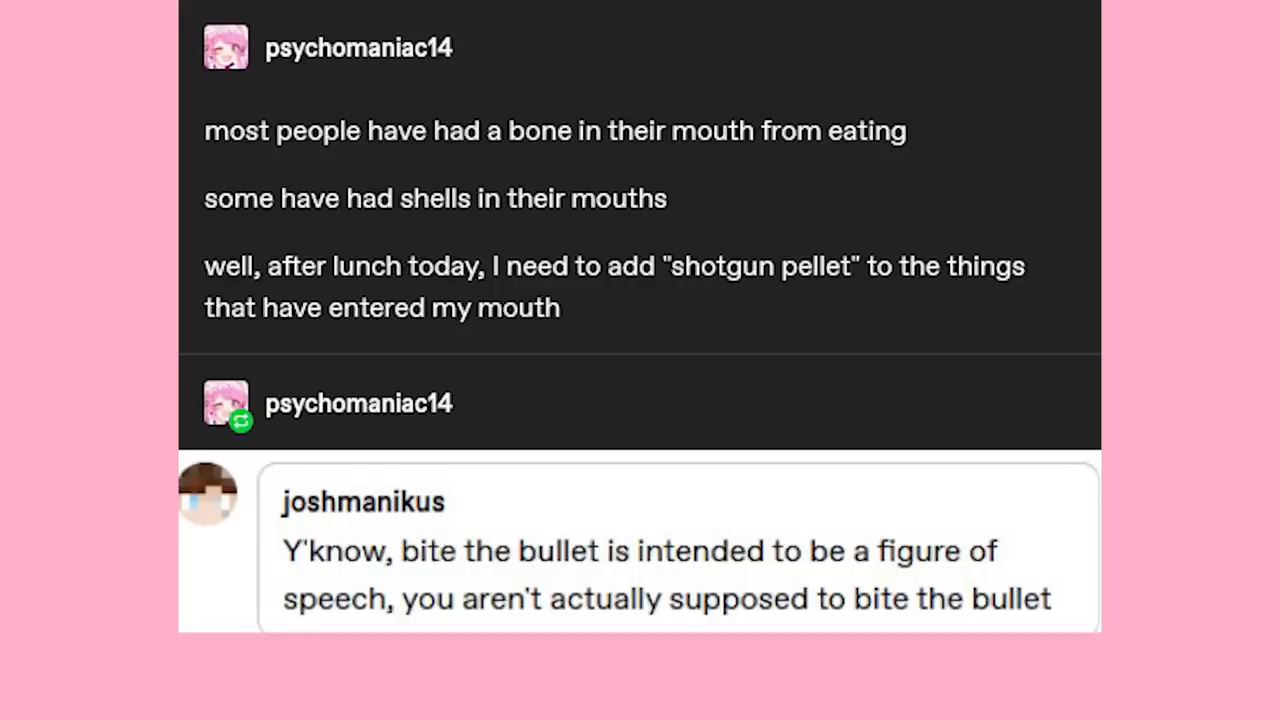 psychomaniac14
most people have had a bone in their mouth from eating
some have had shells in their mouths
well, after lunch today, I need to add "shotgun pellet" to the things
that have entered my mouth
psychomaniac14
joshmanikus
Y'know, bite the bullet is intended to be a figure of
speech, you aren't actually supposed to bite the bullet